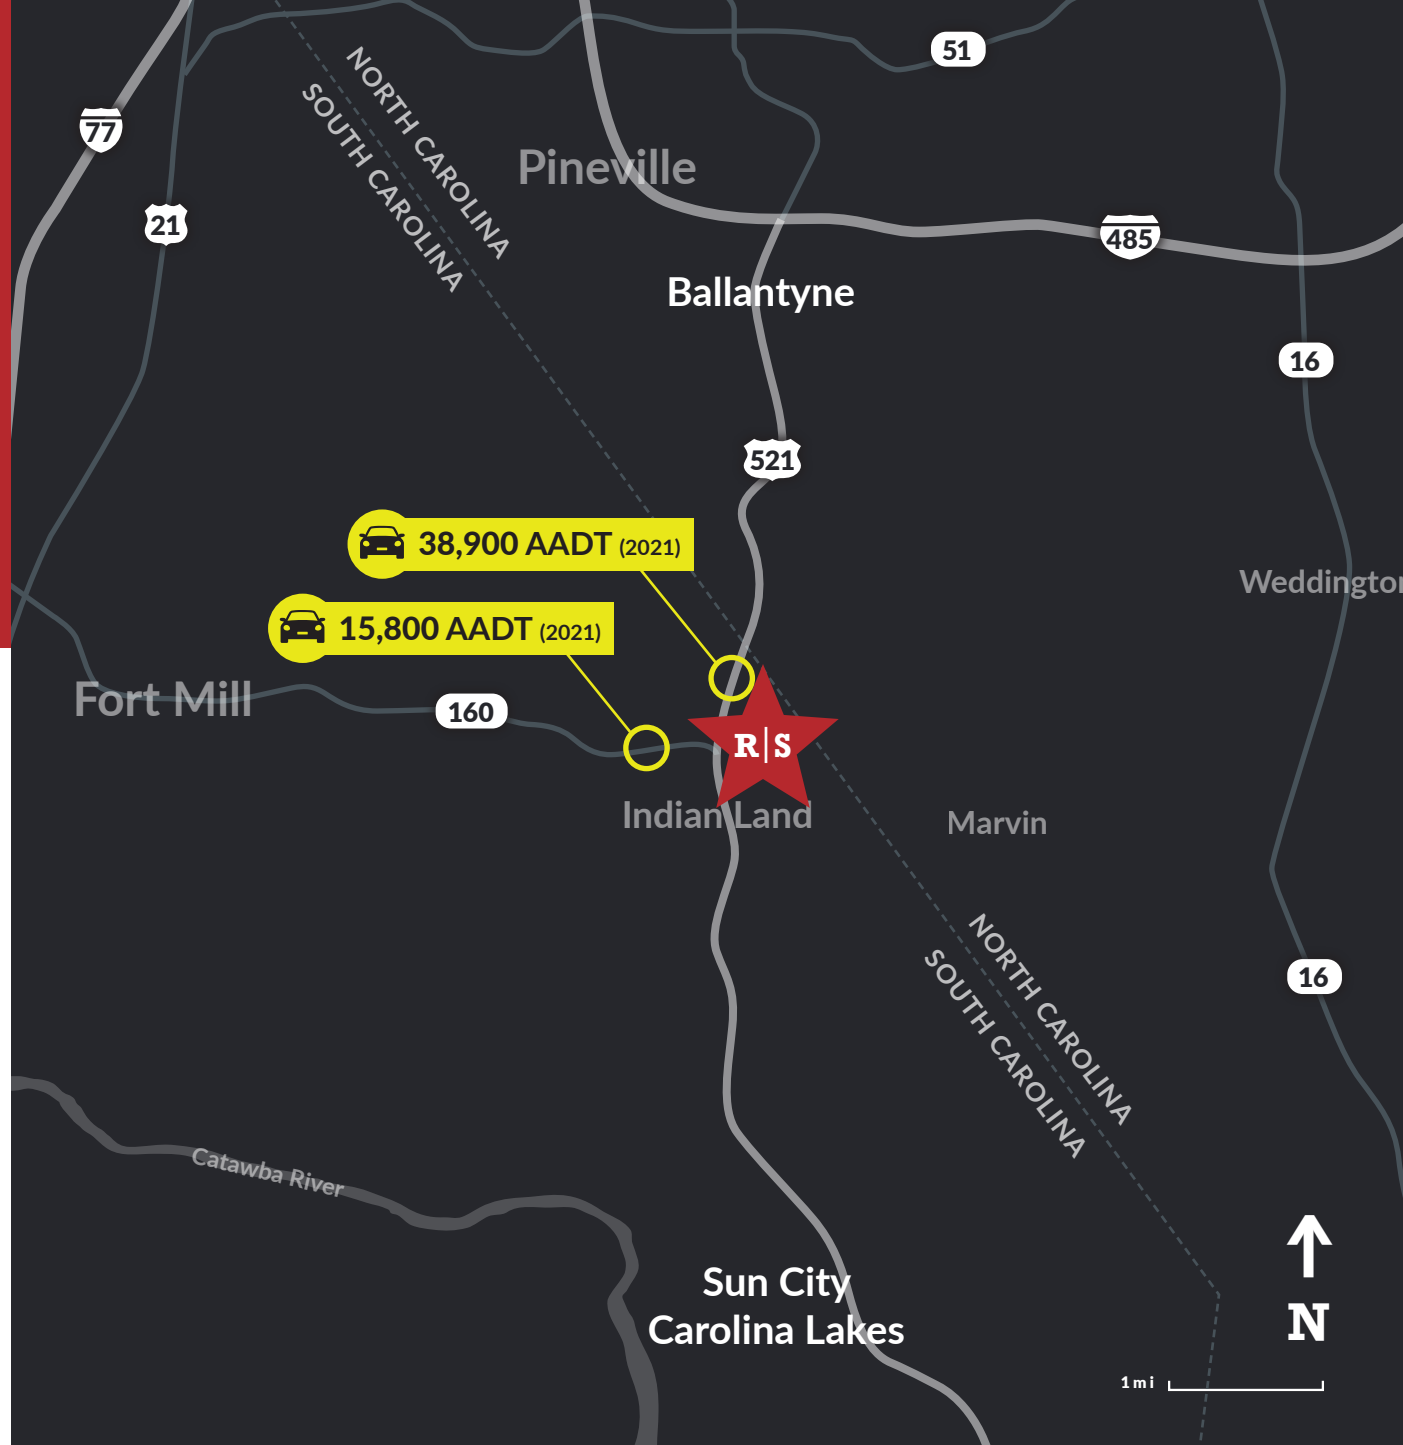 51
NORTH CAROLINA
SOUTH CAROLINA
77
Pineville
21
485
Ballantyne
16
521
38,900 AADT (2021)
Weddington
15,800 AADT (2021)
Fort Mill
160
R|S
Indian Land
Marvin
NORTH CAROLINA
SOUTH CAROLINA
16
Catawba River
Sun City
Carolina Lakes
N
1 mi